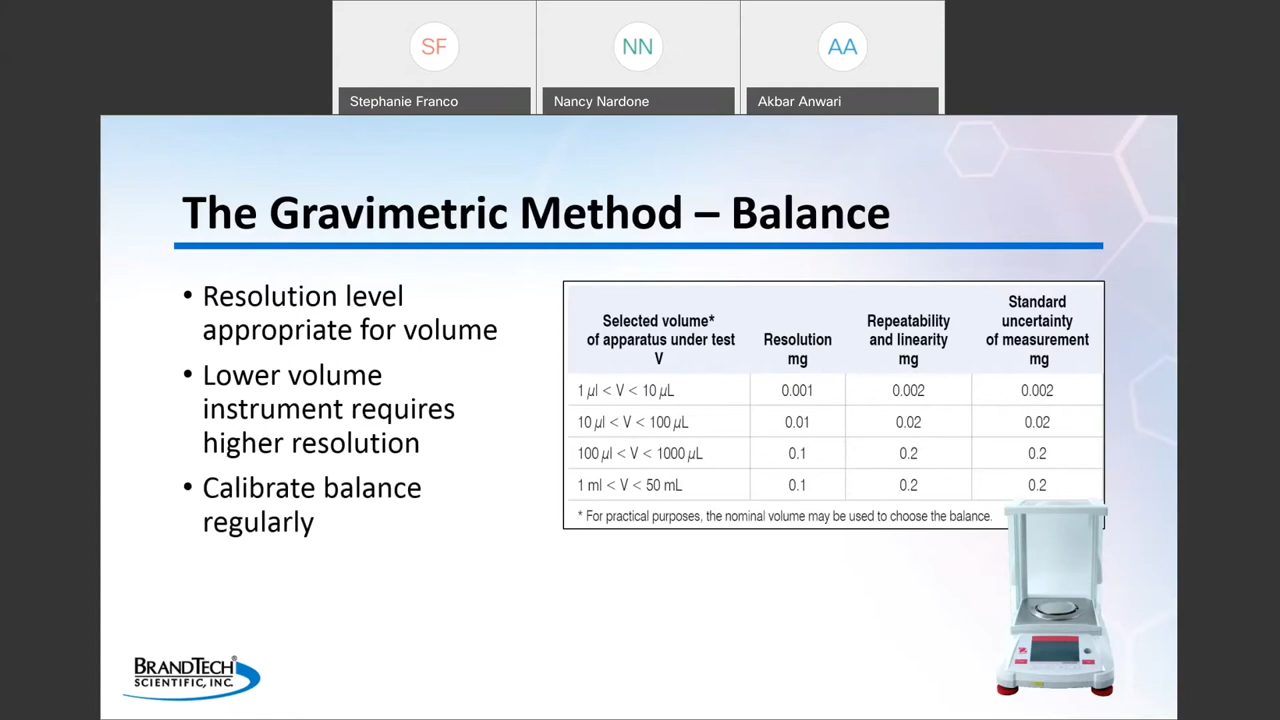 SF
NN
AA
Stephanie Franco
Nancy Nardone
Akbar Anwari
The Gravimetric Method – Balance
• Resolution level
appropriate for volume
• Lower volume
instrument requires
higher resolution
• Calibrate balance
regularly
Selected volume*
of apparatus under test
V
Resolution
mg
Repeatability
and linearity
mg
Standard
uncertainty
of measurement
mg
1 µl < V < 10 µL 0.001 0.002 0.002
10 µl < V < 100 µL 0.01 0.02 0.02
100 µl < V < 1000 µL 0.1 0.2 0.2
1 ml < V < 50 mL 0.1 0.2 0.2
* For practical purposes, the nominal volume may be used to choose the balance.
BRANDTECH®
SCIENTIFIC, INC.